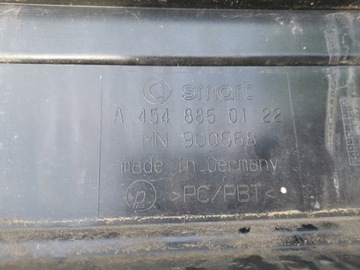 smart
A 454 885 01 22
MN 900568
made in Germany
>PC/PBT<